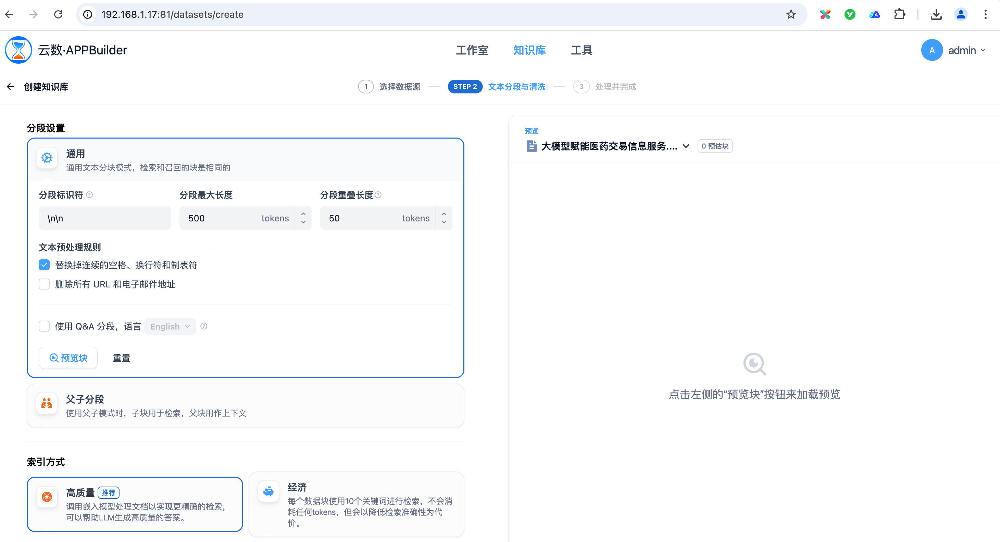 192.168.1.17:81/datasets/create
云数·APPBuilder
工作室
知识库
工具
A
admin
创建知识库
1 选择数据源
STEP 2 文本分段与清洗
3 处理并完成
分段设置
通用
通用文本分块模式，检索和召回的块是相同的
分段标识符
分段最大长度
分段重叠长度
\n\n
500 tokens
50 tokens
文本预处理规则
替换掉连续的空格、换行符和制表符
删除所有 URL 和电子邮件地址
使用 Q&A 分段，语言 English
预览块
重置
父子分段
使用父子模式时，子块用于检索，父块用作上下文
索引方式
高质量 推荐
调用嵌入模型处理文档以实现更精确的检索，
可以帮助LLM生成高质量的答案。
经济
每个数据块使用10个关键词进行检索，不会消
耗任何tokens，但会以降低检索准确性为代
价。
预览
大模型赋能医药交易信息服务....
0 预估块
点击左侧的“预览块”按钮来加载预览